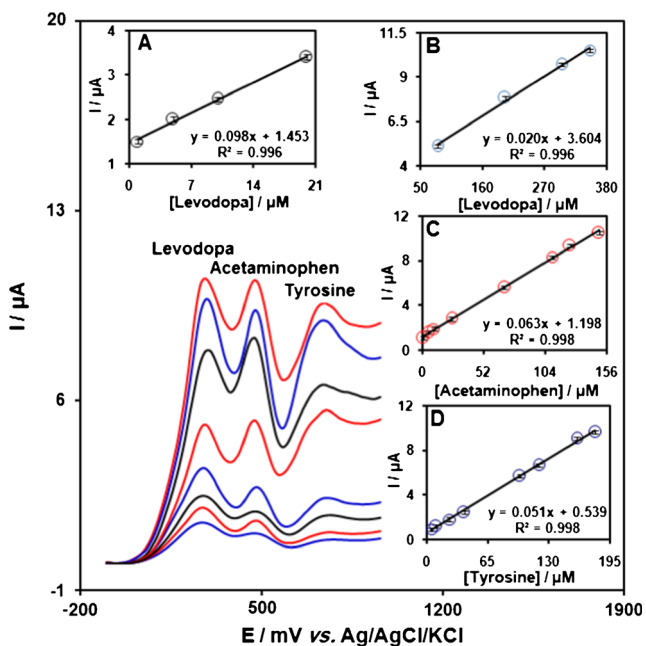 20
13
6
-1
-200
500
1200
1900
I / µA
E / mV vs. Ag/AgCl/KCl
Levodopa
Acetaminophen
Tyrosine
A
4
3
2
1
0
7
14
21
I / µA
[Levodopa] / µM
y = 0.098x + 1.453
R² = 0.996
B
11.5
6.5
4
50
160
270
380
I / µA
[Levodopa] / µM
y = 0.020x + 3.604
R² = 0.996
C
12
8
4
0
0
52
104
156
I / µA
[Acetaminophen] / µM
y = 0.063x + 1.198
R² = 0.998
D
12
8
4
0
0
65
130
195
I / µA
[Tyrosine] / µM
y = 0.051x + 0.539
R² = 0.998